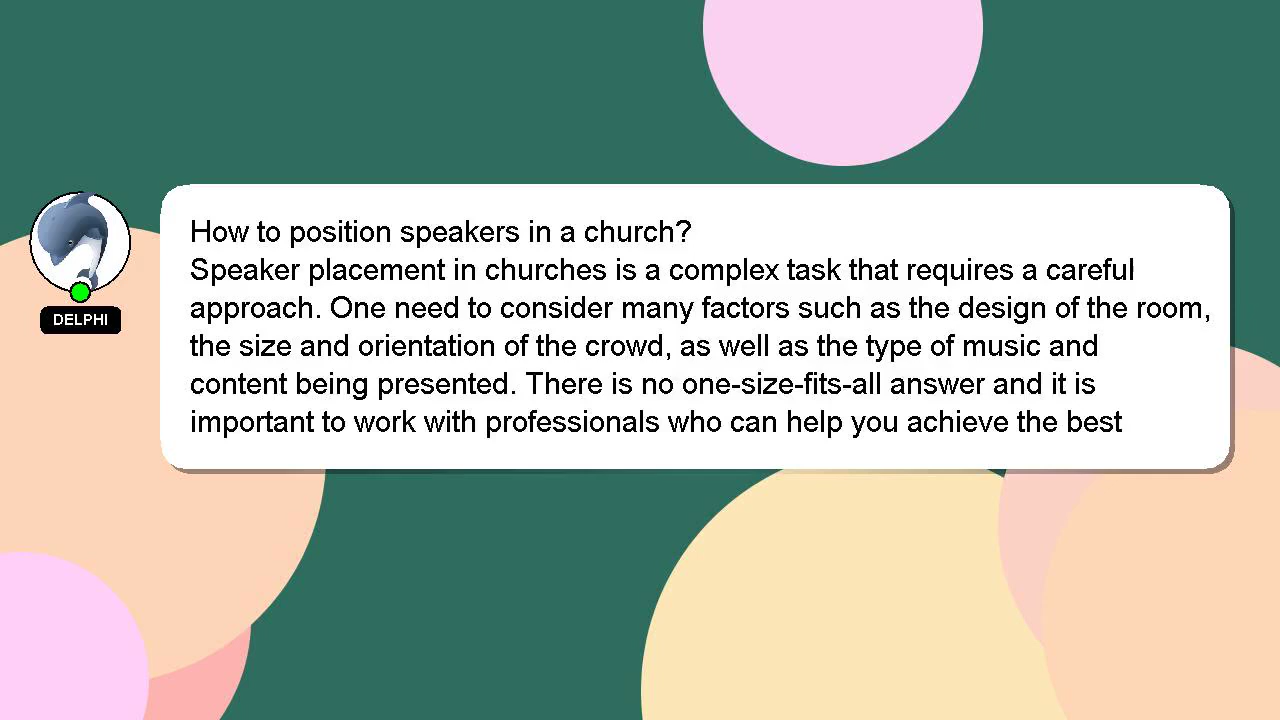 How to position speakers in a church?
Speaker placement in churches is a complex task that requires a careful
approach. One need to consider many factors such as the design of the room,
the size and orientation of the crowd, as well as the type of music and
content being presented. There is no one-size-fits-all answer and it is
important to work with professionals who can help you achieve the best
DELPHI